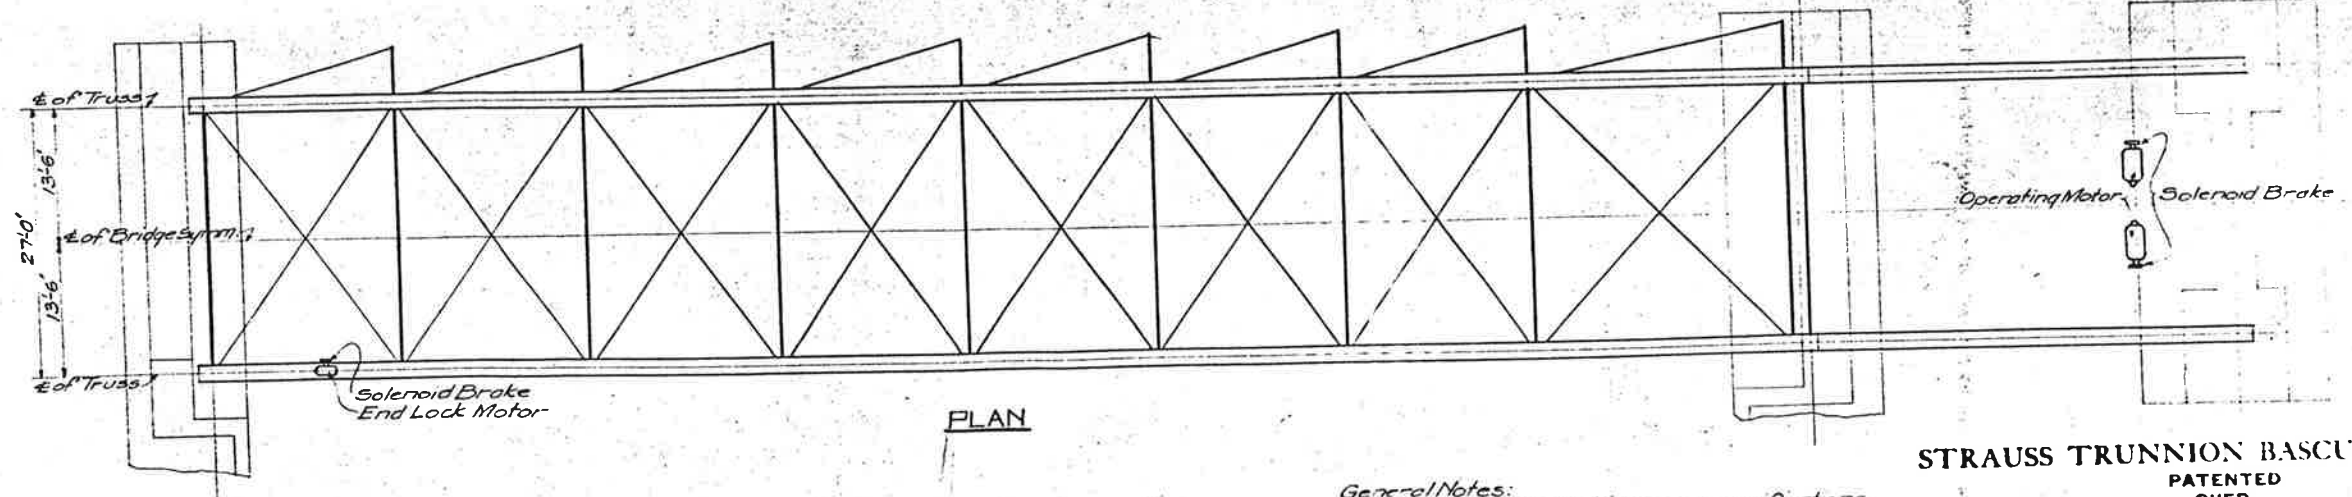 ℄ of Truss
13'-6"
27'-0"
℄ of Bridge Symm.
13'-6"
℄ of Truss
Solenoid Brake
End Lock Motor
Operating Motor
Solenoid Brake
PLAN
General Notes:
STRAUSS TRUNNION BASCU
PATENTED
OVER